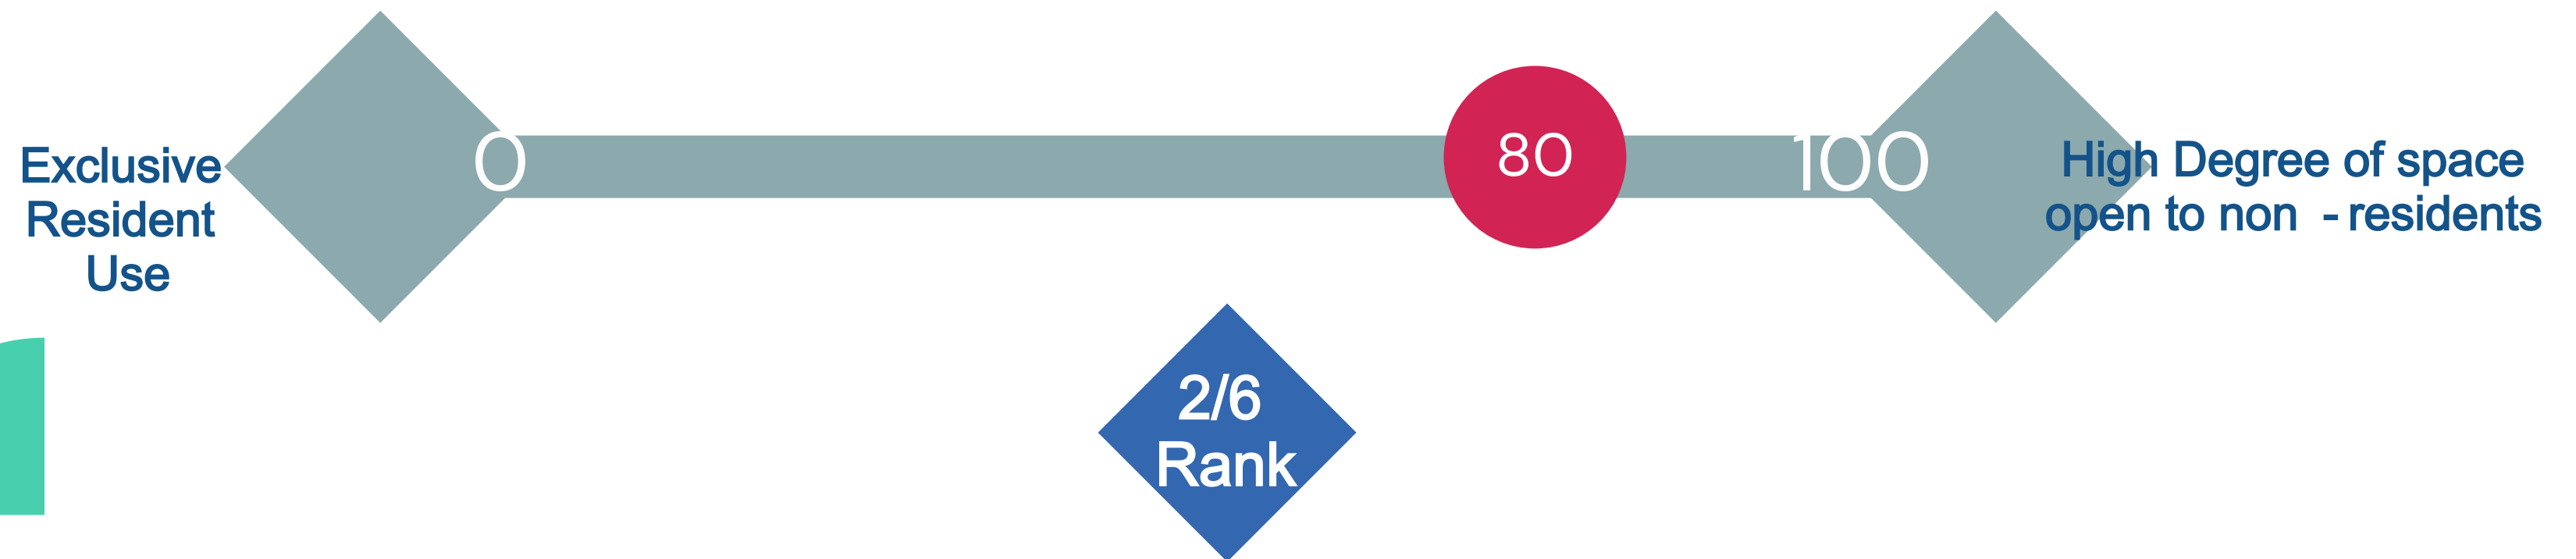 Exclusive
Resident
Use
0
80
100
High Degree of space
open to non - residents
2/6
Rank